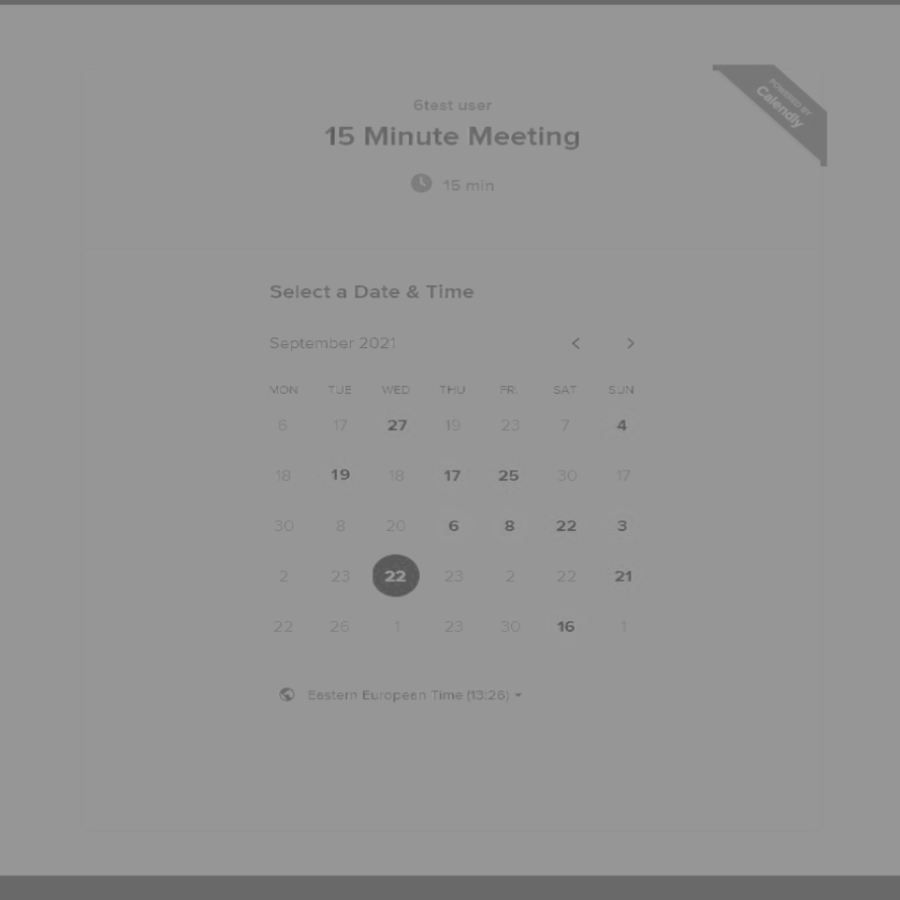 POWERED BY
Calendly
6test user
15 Minute Meeting
15 min
Select a Date & Time
September 2021
MON TUE WED THU FRI SAT SUN
6 17 27 19 23 7 4
18 19 18 17 25 30 17
30 8 20 6 8 22 3
2 23 22 23 2 22 21
22 26 1 23 30 16 1
Eastern European Time (13:26)